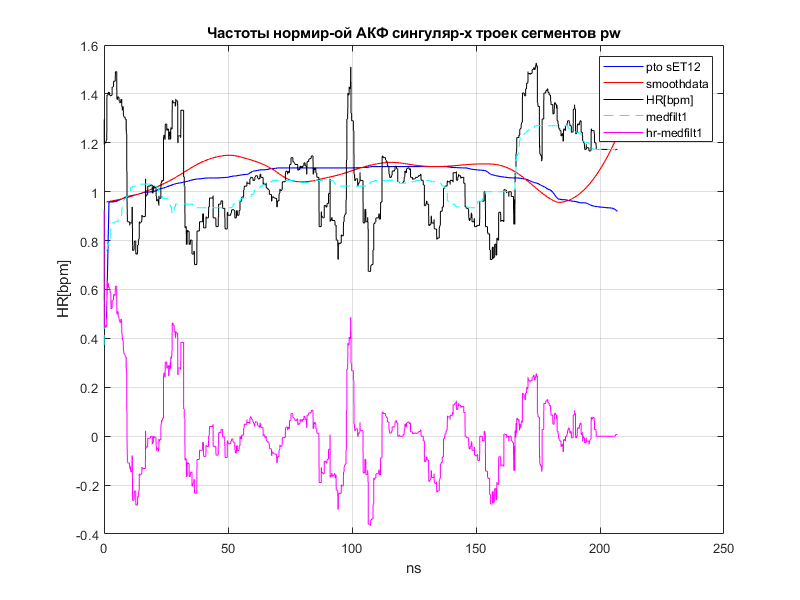 Частоты нормир-ой АКФ сингуляр-х троек сегментов pw
pto sET12
smoothdata
HR[bpm]
medfilt1
hr-medfilt1
1.6
1.4
1.2
1
0.8
0.6
0.4
0.2
0
-0.2
-0.4
HR[bpm]
0 50 100 150 200 250
ns